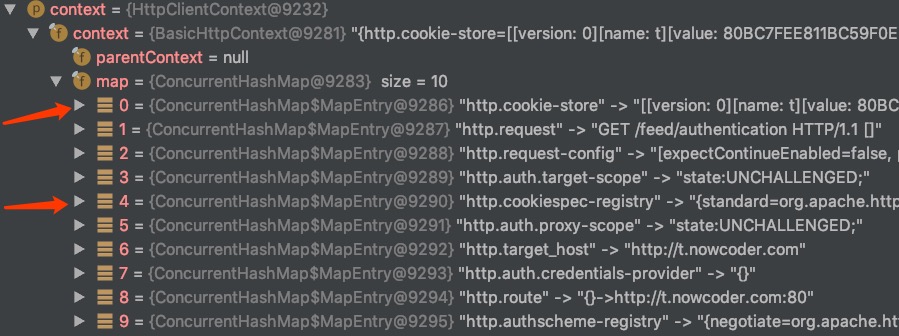 context = {HttpClientContext@9232}
context = {BasicHttpContext@9281} "{http.cookie-store=[[version: 0][name: t][value: 80BC7FEE811BC59F0E
parentContext = null
map = {ConcurrentHashMap@9283} size = 10
0 = {ConcurrentHashMap$MapEntry@9286} "http.cookie-store" -> "[[version: 0][name: t][value: 80BC
1 = {ConcurrentHashMap$MapEntry@9287} "http.request" -> "GET /feed/authentication HTTP/1.1 []"
2 = {ConcurrentHashMap$MapEntry@9288} "http.request-config" -> "[expectContinueEnabled=false, p
3 = {ConcurrentHashMap$MapEntry@9289} "http.auth.target-scope" -> "state:UNCHALLENGED;"
4 = {ConcurrentHashMap$MapEntry@9290} "http.cookiespec-registry" -> "{standard=org.apache.http
5 = {ConcurrentHashMap$MapEntry@9291} "http.auth.proxy-scope" -> "state:UNCHALLENGED;"
6 = {ConcurrentHashMap$MapEntry@9292} "http.target_host" -> "http://t.nowcoder.com"
7 = {ConcurrentHashMap$MapEntry@9293} "http.auth.credentials-provider" -> "{}"
8 = {ConcurrentHashMap$MapEntry@9294} "http.route" -> "{}->http://t.nowcoder.com:80"
9 = {ConcurrentHashMap$MapEntry@9295} "http.authscheme-registry" -> "{negotiate=org.apache.ht